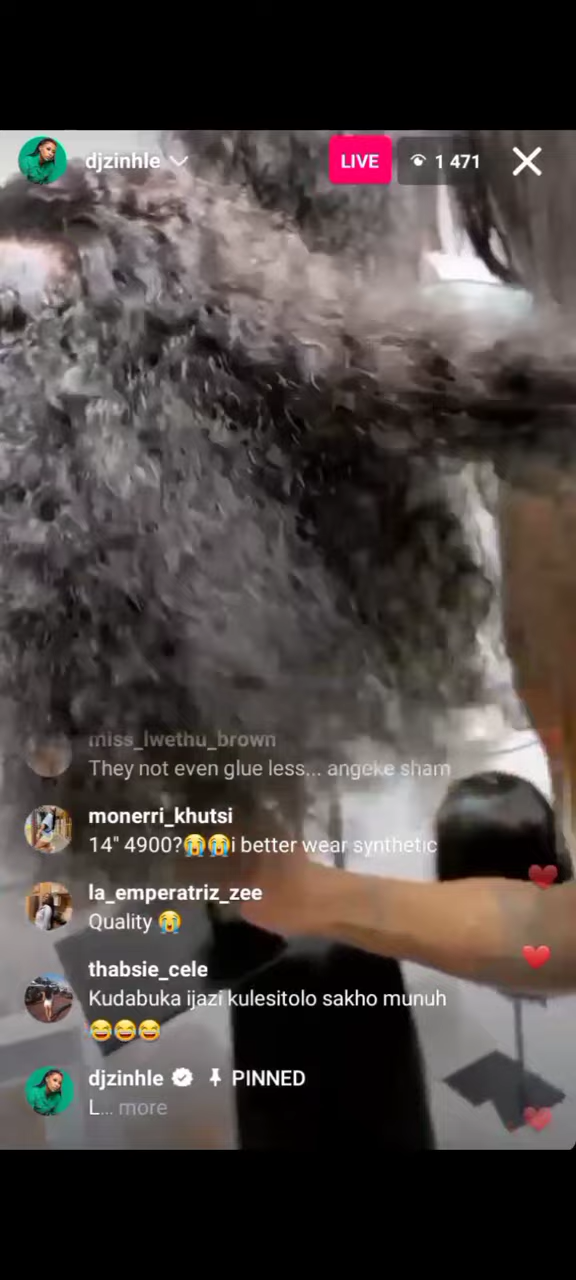 djzinhle
LIVE
1 471
miss_lwethu_brown
They not even glue less... angeke sham
monerri_khutsi
14" 4900?😭😭i better wear synthetic
la_emperatriz_zee
Quality 😭
thabsie_cele
Kudabuka ijazi kulesitolo sakho munuh
😂😂😂
djzinhle PINNED
L... more